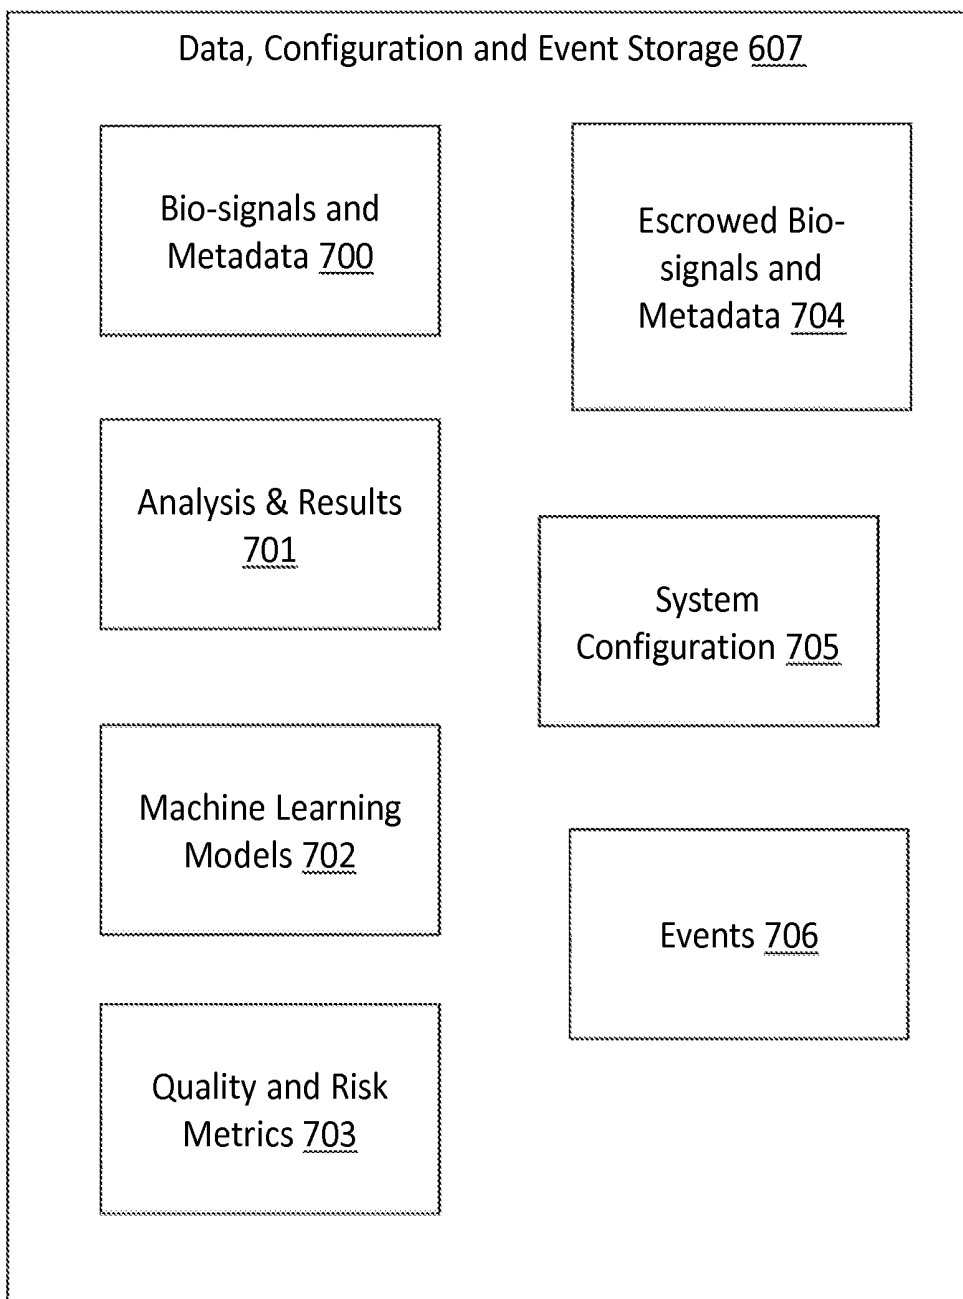 Data, Configuration and Event Storage 607
Bio-signals and
Metadata 700
Analysis & Results
701
Machine Learning
Models 702
Quality and Risk
Metrics 703
Escrowed Bio-
signals and
Metadata 704
System
Configuration 705
Events 706